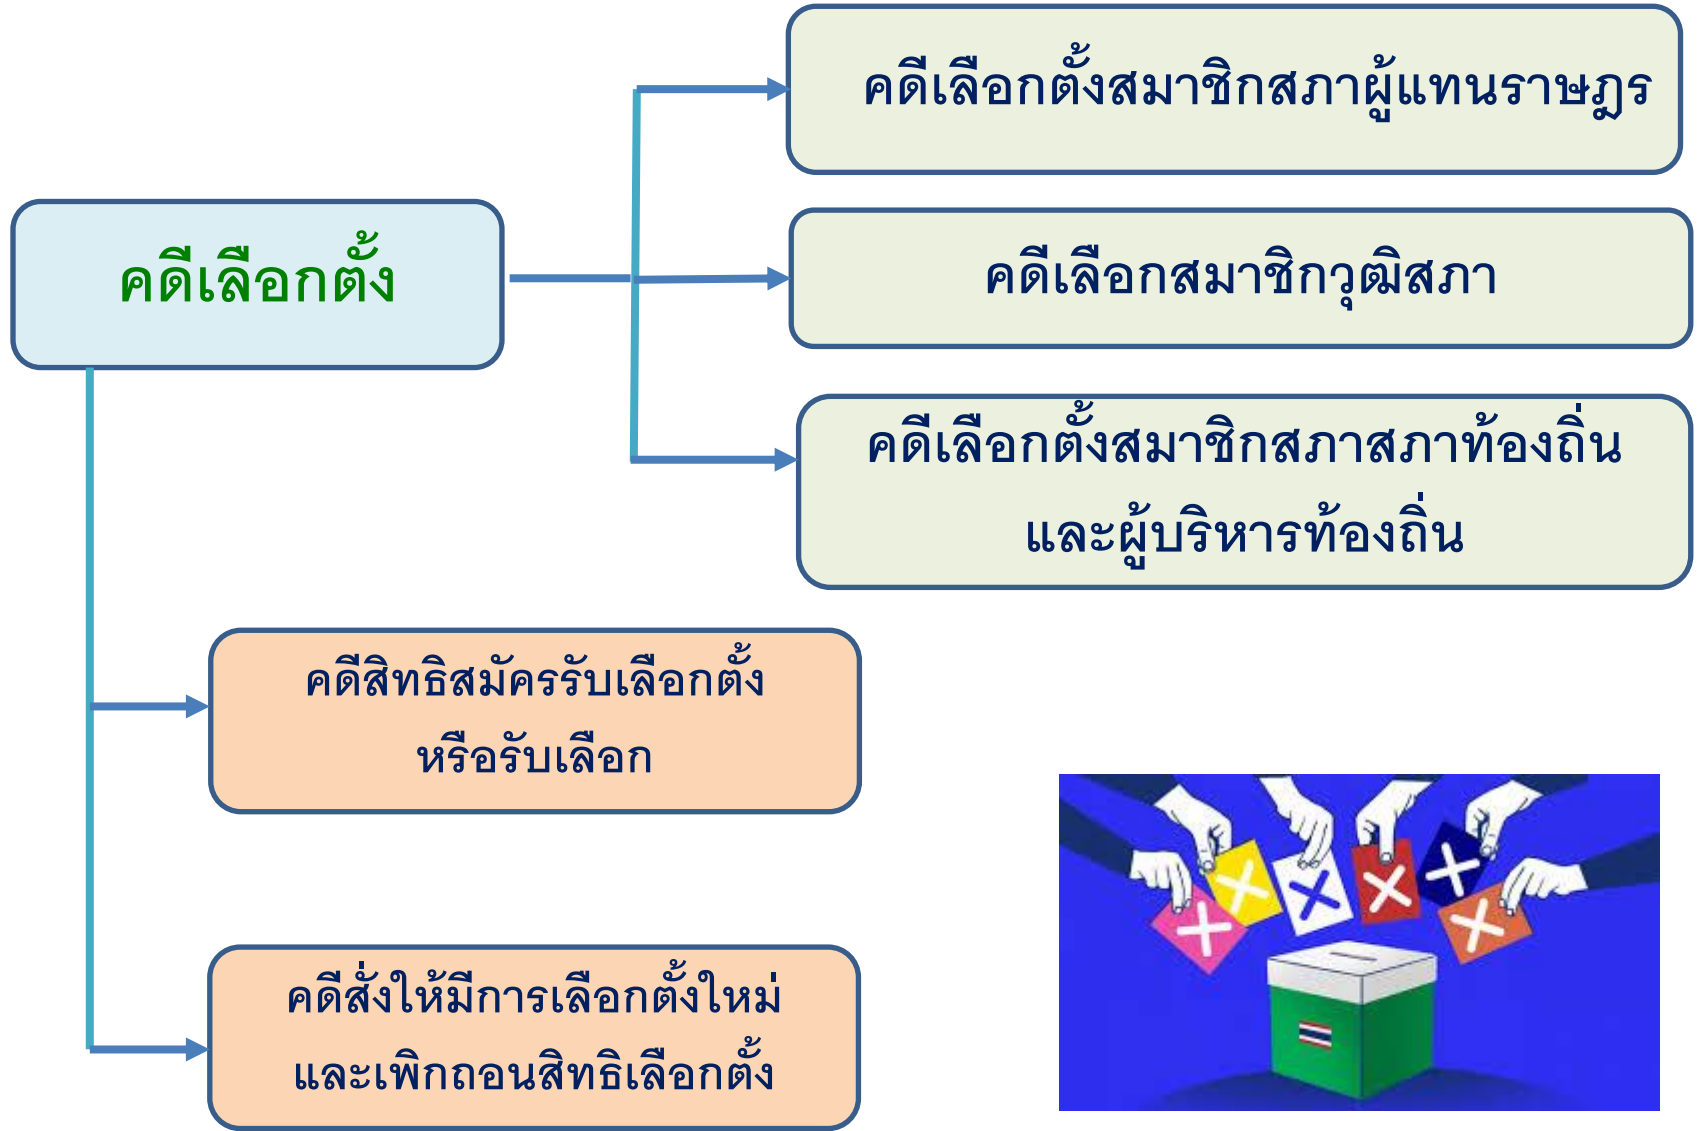 คดีเลือกตั้งสมาชิกสภาผู้แทนราษฎร
คดีเลือกตั้ง
คดีเลือกสมาชิกวุฒิสภา
คดีเลือกตั้งสมาชิกสภาสภาท้องถิ่น
และผู้บริหารท้องถิ่น
คดีสิทธิสมัครรับเลือกตั้ง
หรือรับเลือก
คดีสั่งให้มีการเลือกตั้งใหม่
และเพิกถอนสิทธิเลือกตั้ง